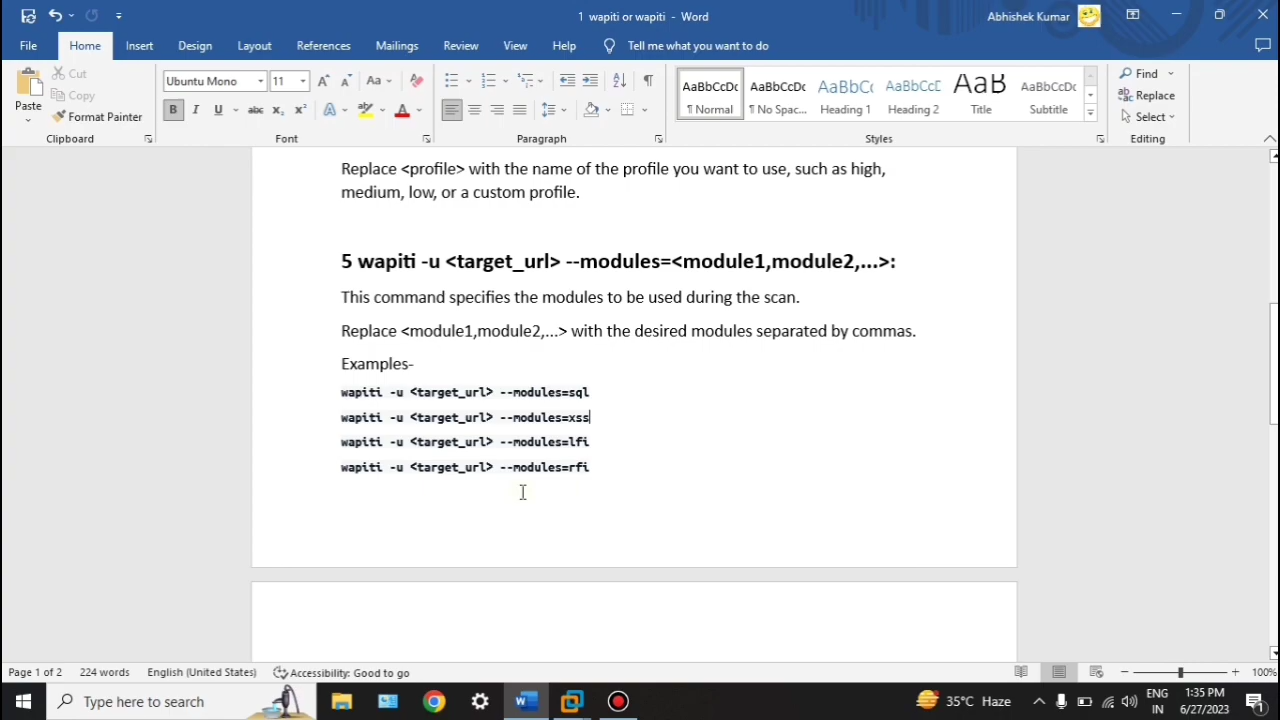 1 wapiti or wapiti - Word
Abhishek Kumar
File Home Insert Design Layout References Mailings Review View Help Tell me what you want to do
Paste
Cut
Copy
Format Painter
Clipboard
Ubuntu Mono 11
Aa
B I U abc x₂ x² A A
Font
Paragraph
AaBbCcDc AaBbCcDc AaBbCc AaBbCcD AaB AaBbCcD
¶ Normal ¶ No Spac... Heading 1 Heading 2 Title Subtitle
Styles
Find
Replace
Select
Editing
Replace <profile> with the name of the profile you want to use, such as high,
medium, low, or a custom profile.
5 wapiti -u <target_url> --modules=<module1,module2,...>:
This command specifies the modules to be used during the scan.
Replace <module1,module2,...> with the desired modules separated by commas.
Examples-
wapiti -u <target_url> --modules=sql
wapiti -u <target_url> --modules=xss
wapiti -u <target_url> --modules=lfi
wapiti -u <target_url> --modules=rfi
Page 1 of 2 224 words English (United States) Accessibility: Good to go 100%
Type here to search
35°C Haze
ENG
IN
1:35 PM
6/27/2023
1